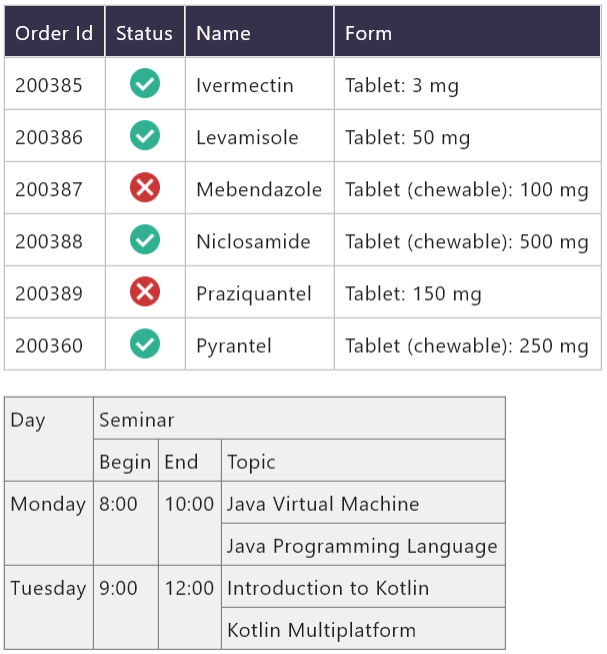 Order Id Status Name Form
200385 Ivermectin Tablet: 3 mg
200386 Levamisole Tablet: 50 mg
200387 Mebendazole Tablet (chewable): 100 mg
200388 Niclosamide Tablet (chewable): 500 mg
200389 Praziquantel Tablet: 150 mg
200360 Pyrantel Tablet (chewable): 250 mg
Day Seminar
Begin End Topic
Monday 8:00 10:00 Java Virtual Machine
Java Programming Language
Tuesday 9:00 12:00 Introduction to Kotlin
Kotlin Multiplatform